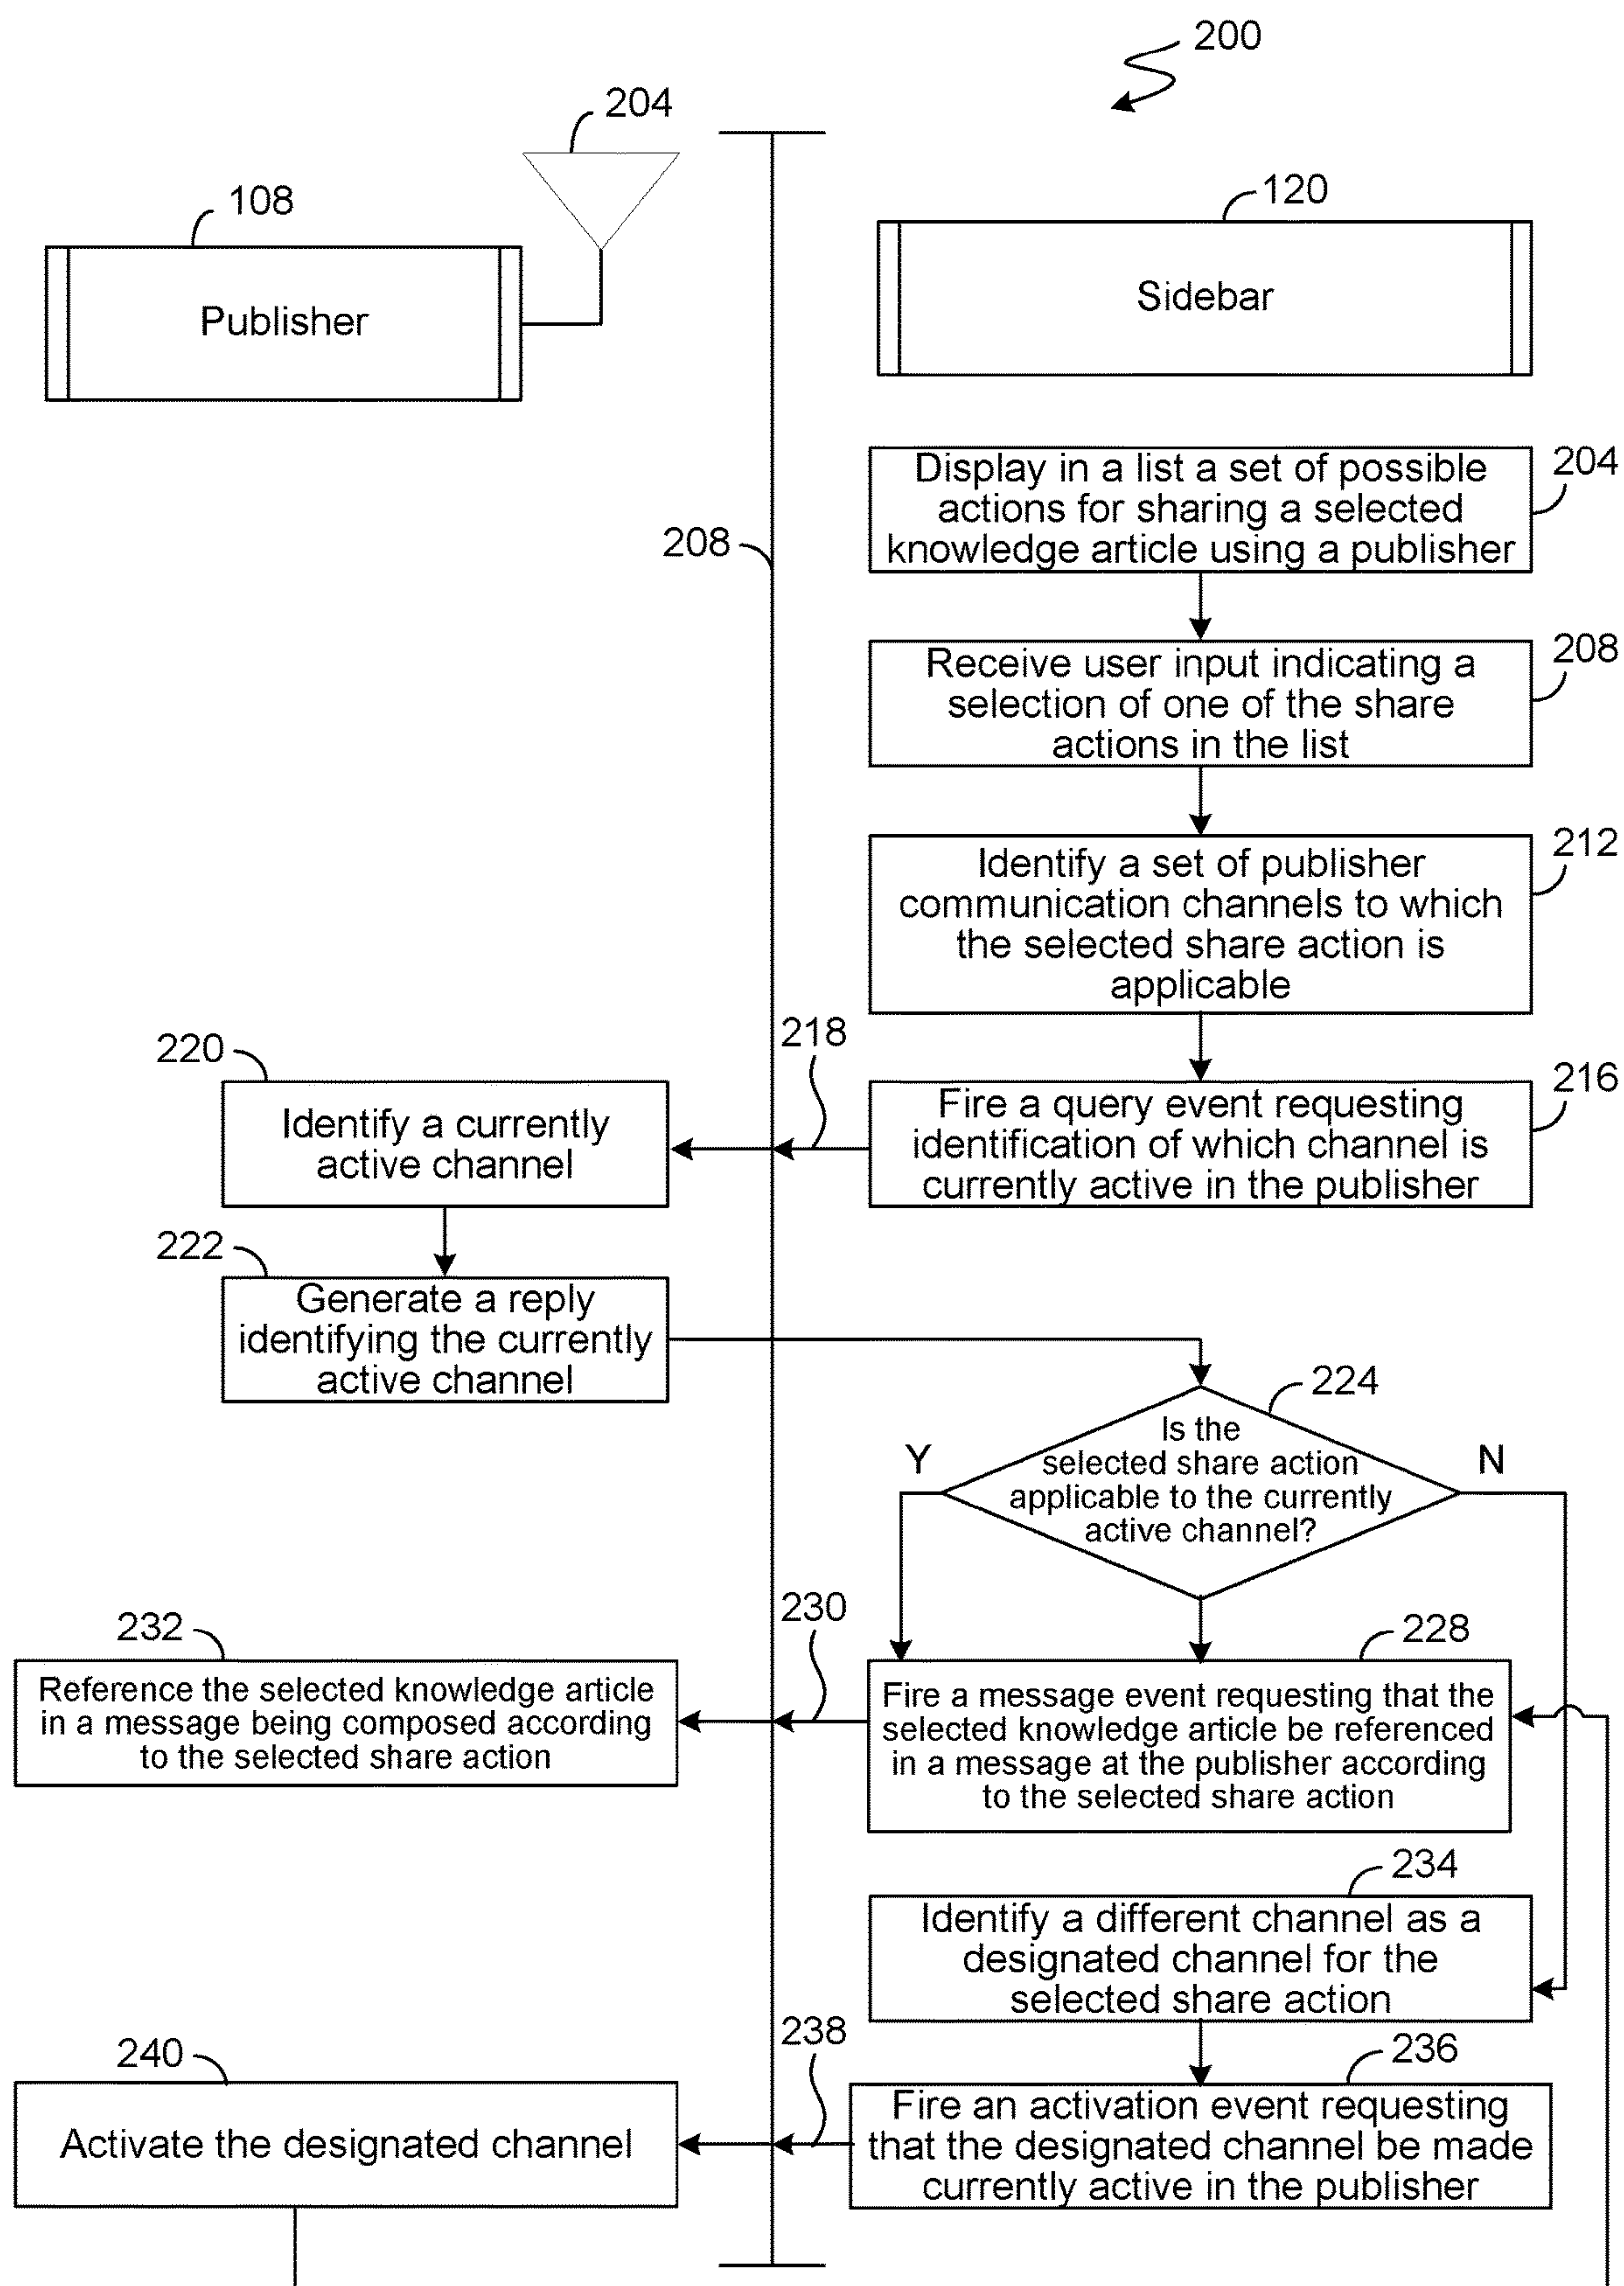 200
204
108
120
Publisher
Sidebar
Display in a list a set of possible
actions for sharing a selected
knowledge article using a publisher
204
208
Receive user input indicating a
selection of one of the share
actions in the list
208
Identify a set of publisher
communication channels to which
the selected share action is
applicable
212
218
220
Identify a currently
active channel
Fire a query event requesting
identification of which channel is
currently active in the publisher
216
222
Generate a reply
identifying the currently
active channel
224
Is the
selected share action
applicable to the currently
active channel?
Y
N
232
Reference the selected knowledge article
in a message being composed according
to the selected share action
230
228
Fire a message event requesting that the
selected knowledge article be referenced
in a message at the publisher according
to the selected share action
234
Identify a different channel as a
designated channel for the
selected share action
238
240
Activate the designated channel
236
Fire an activation event requesting
that the designated channel be made
currently active in the publisher